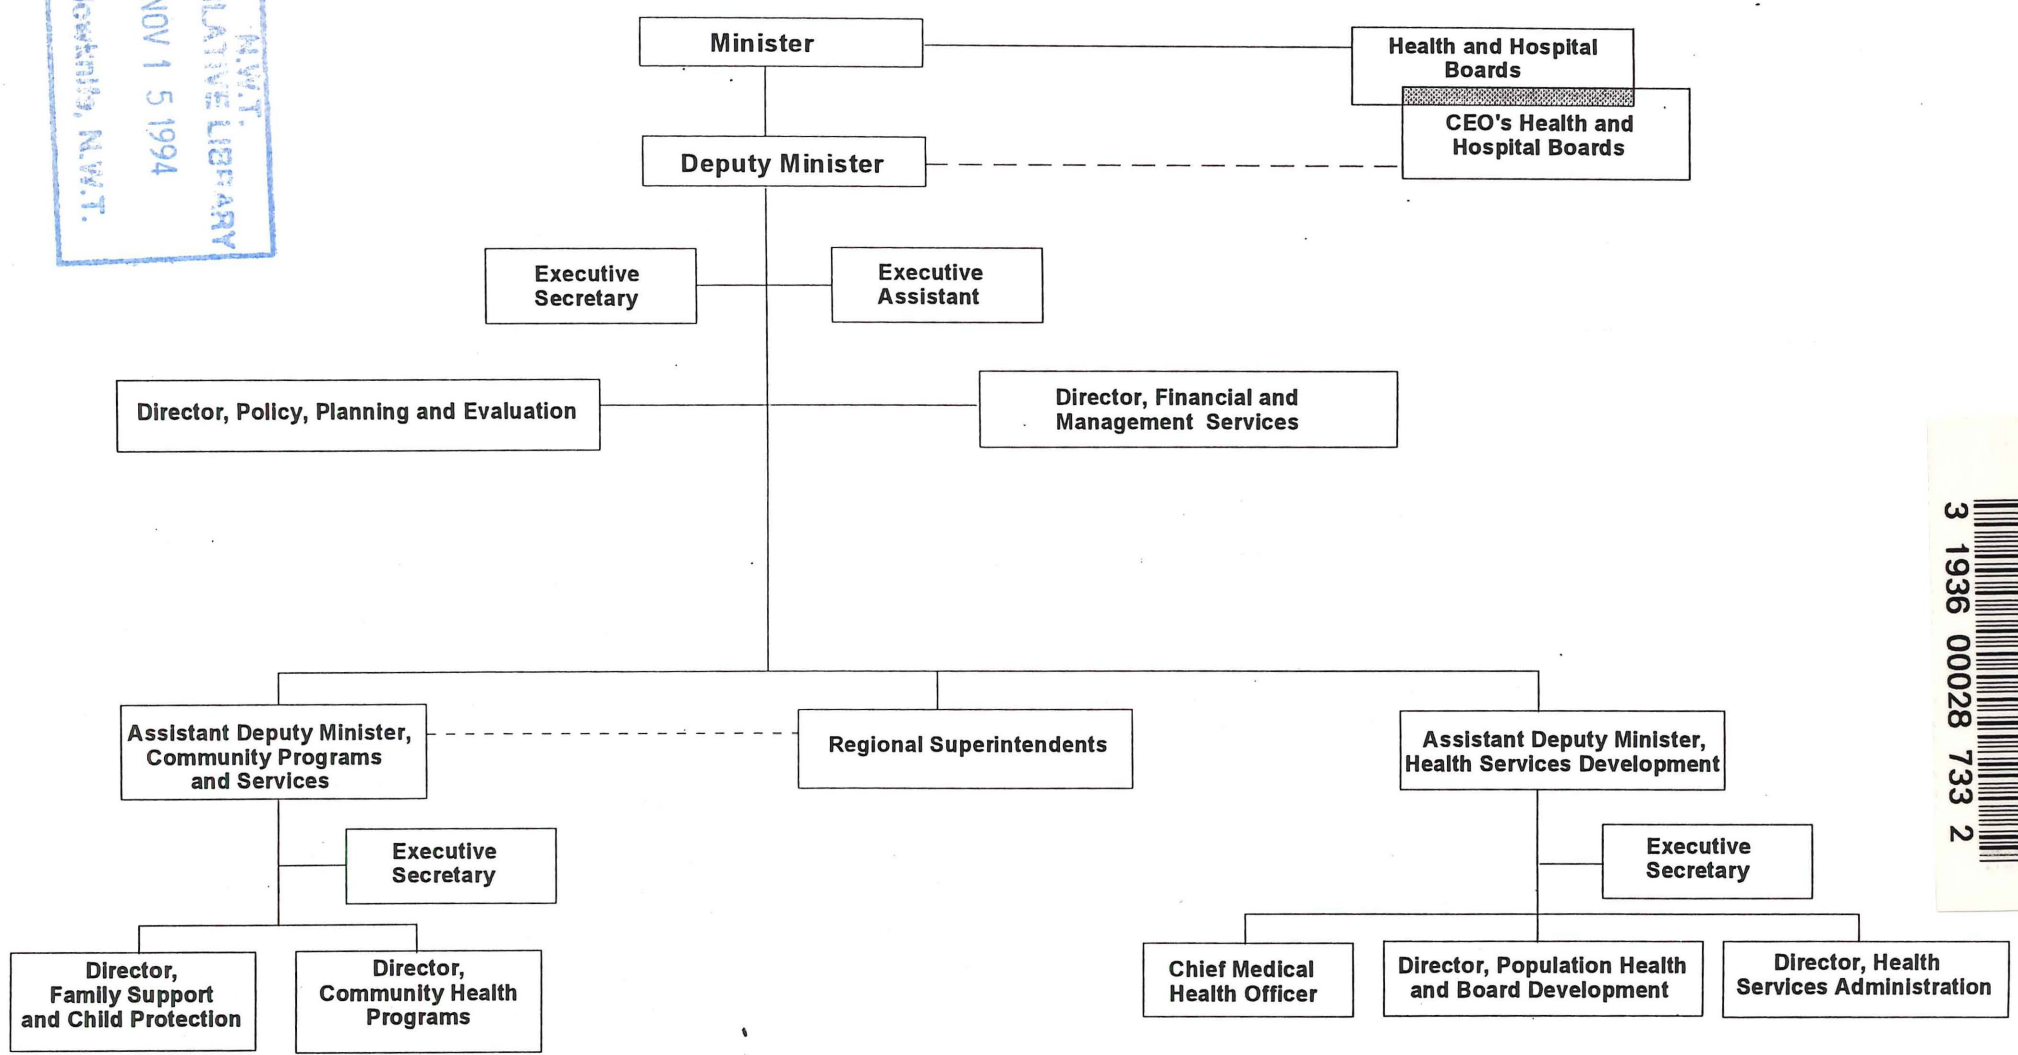 N.W.T.
LIBRARY
NOV 1 5 1994
N.W.T.
Minister
Health and Hospital
Boards
CEO's Health and
Hospital Boards
Deputy Minister
Executive
Secretary
Executive
Assistant
Director, Policy, Planning and Evaluation
Director, Financial and
Management Services
Assistant Deputy Minister,
Community Programs
and Services
Regional Superintendents
Assistant Deputy Minister,
Health Services Development
Executive
Secretary
Executive
Secretary
Director,
Family Support
and Child Protection
Director,
Community Health
Programs
Chief Medical
Health Officer
Director, Population Health
and Board Development
Director, Health
Services Administration
3 1936 00028 733 2